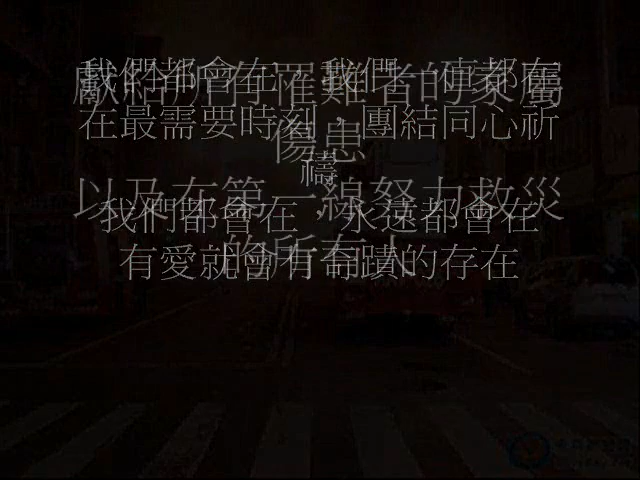 我們都會在，我們一直都在
在最需要時刻，團結同心祈
禱
我們都會在，永遠都會在
有愛就會有奇蹟的存在
獻給所有罹難者的家屬
傷患
以及在第一線努力救災
的所有人